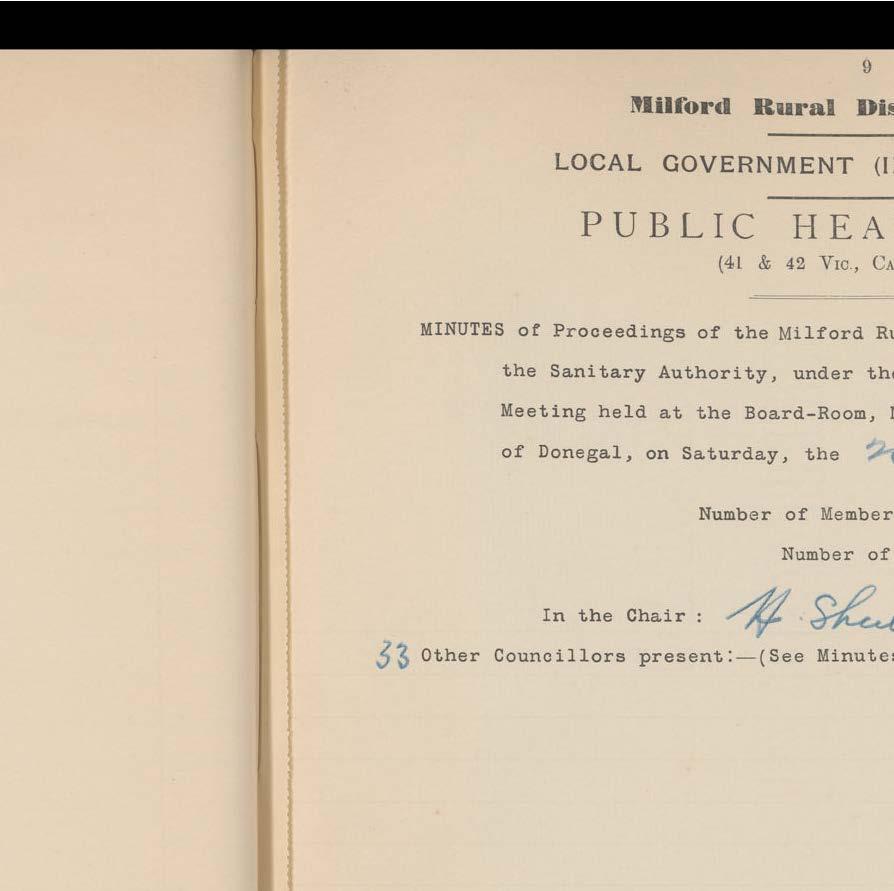 9
Milford Rural Dis
LOCAL GOVERNMENT (I
PUBLIC HEA
(41 & 42 Vic., Ca
MINUTES of Proceedings of the Milford Ru
the Sanitary Authority, under the
Meeting held at the Board-Room, M
of Donegal, on Saturday, the
Number of Member
Number of
In the Chair : H. Shie
33 Other Councillors present:—(See Minutes